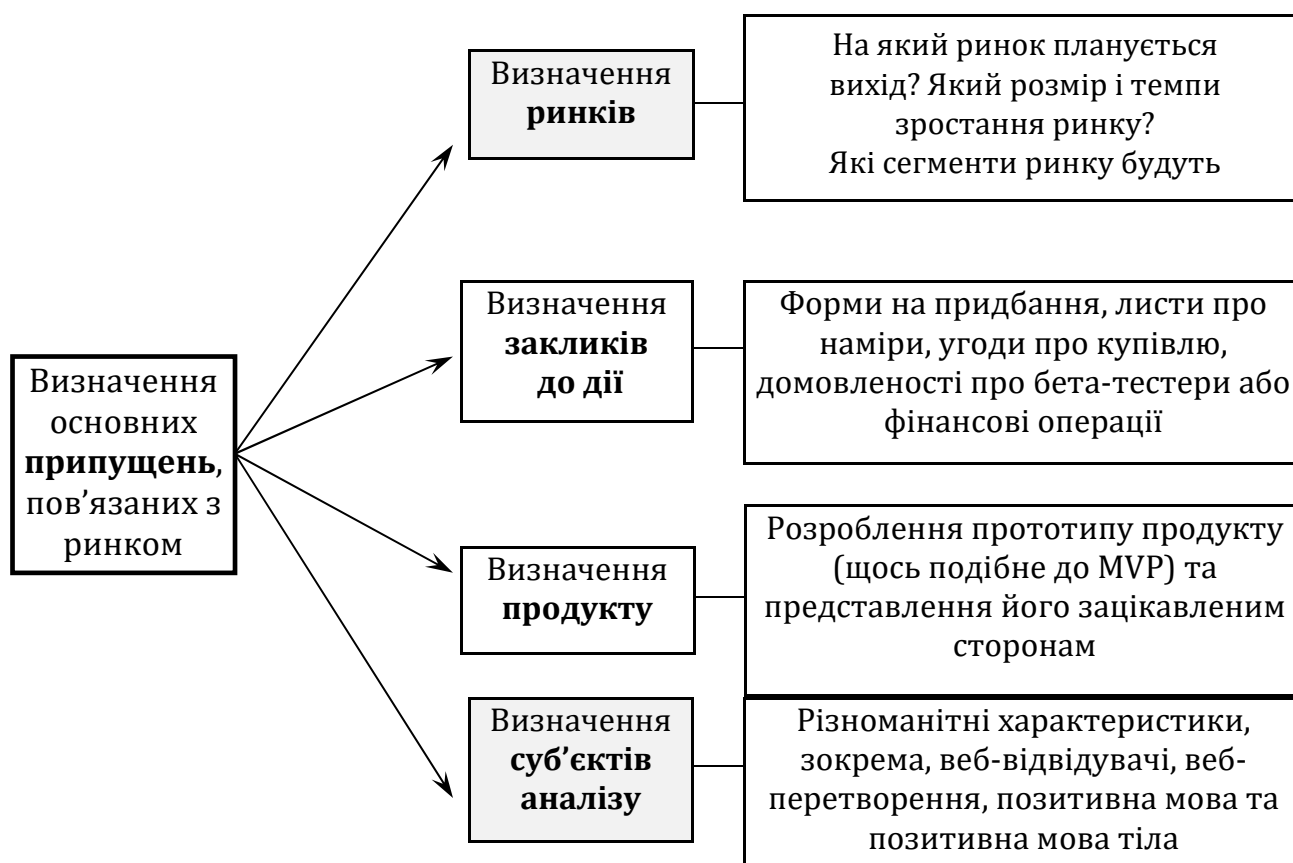 Визначення
основних
припущень,
пов’язаних з
ринком
Визначення
ринків
На який ринок планується
вихід? Який розмір і темпи
зростання ринку?
Які сегменти ринку будуть
Визначення
закликів
до дії
Форми на придбання, листи про
наміри, угоди про купівлю,
домовленості про бета-тестери або
фінансові операції
Визначення
продукту
Розроблення прототипу продукту
(щось подібне до MVP) та
представлення його зацікавленим
сторонам
Визначення
суб’єктів
аналізу
Різноманітні характеристики,
зокрема, веб-відвідувачі, веб-
перетворення, позитивна мова та
позитивна мова тіла